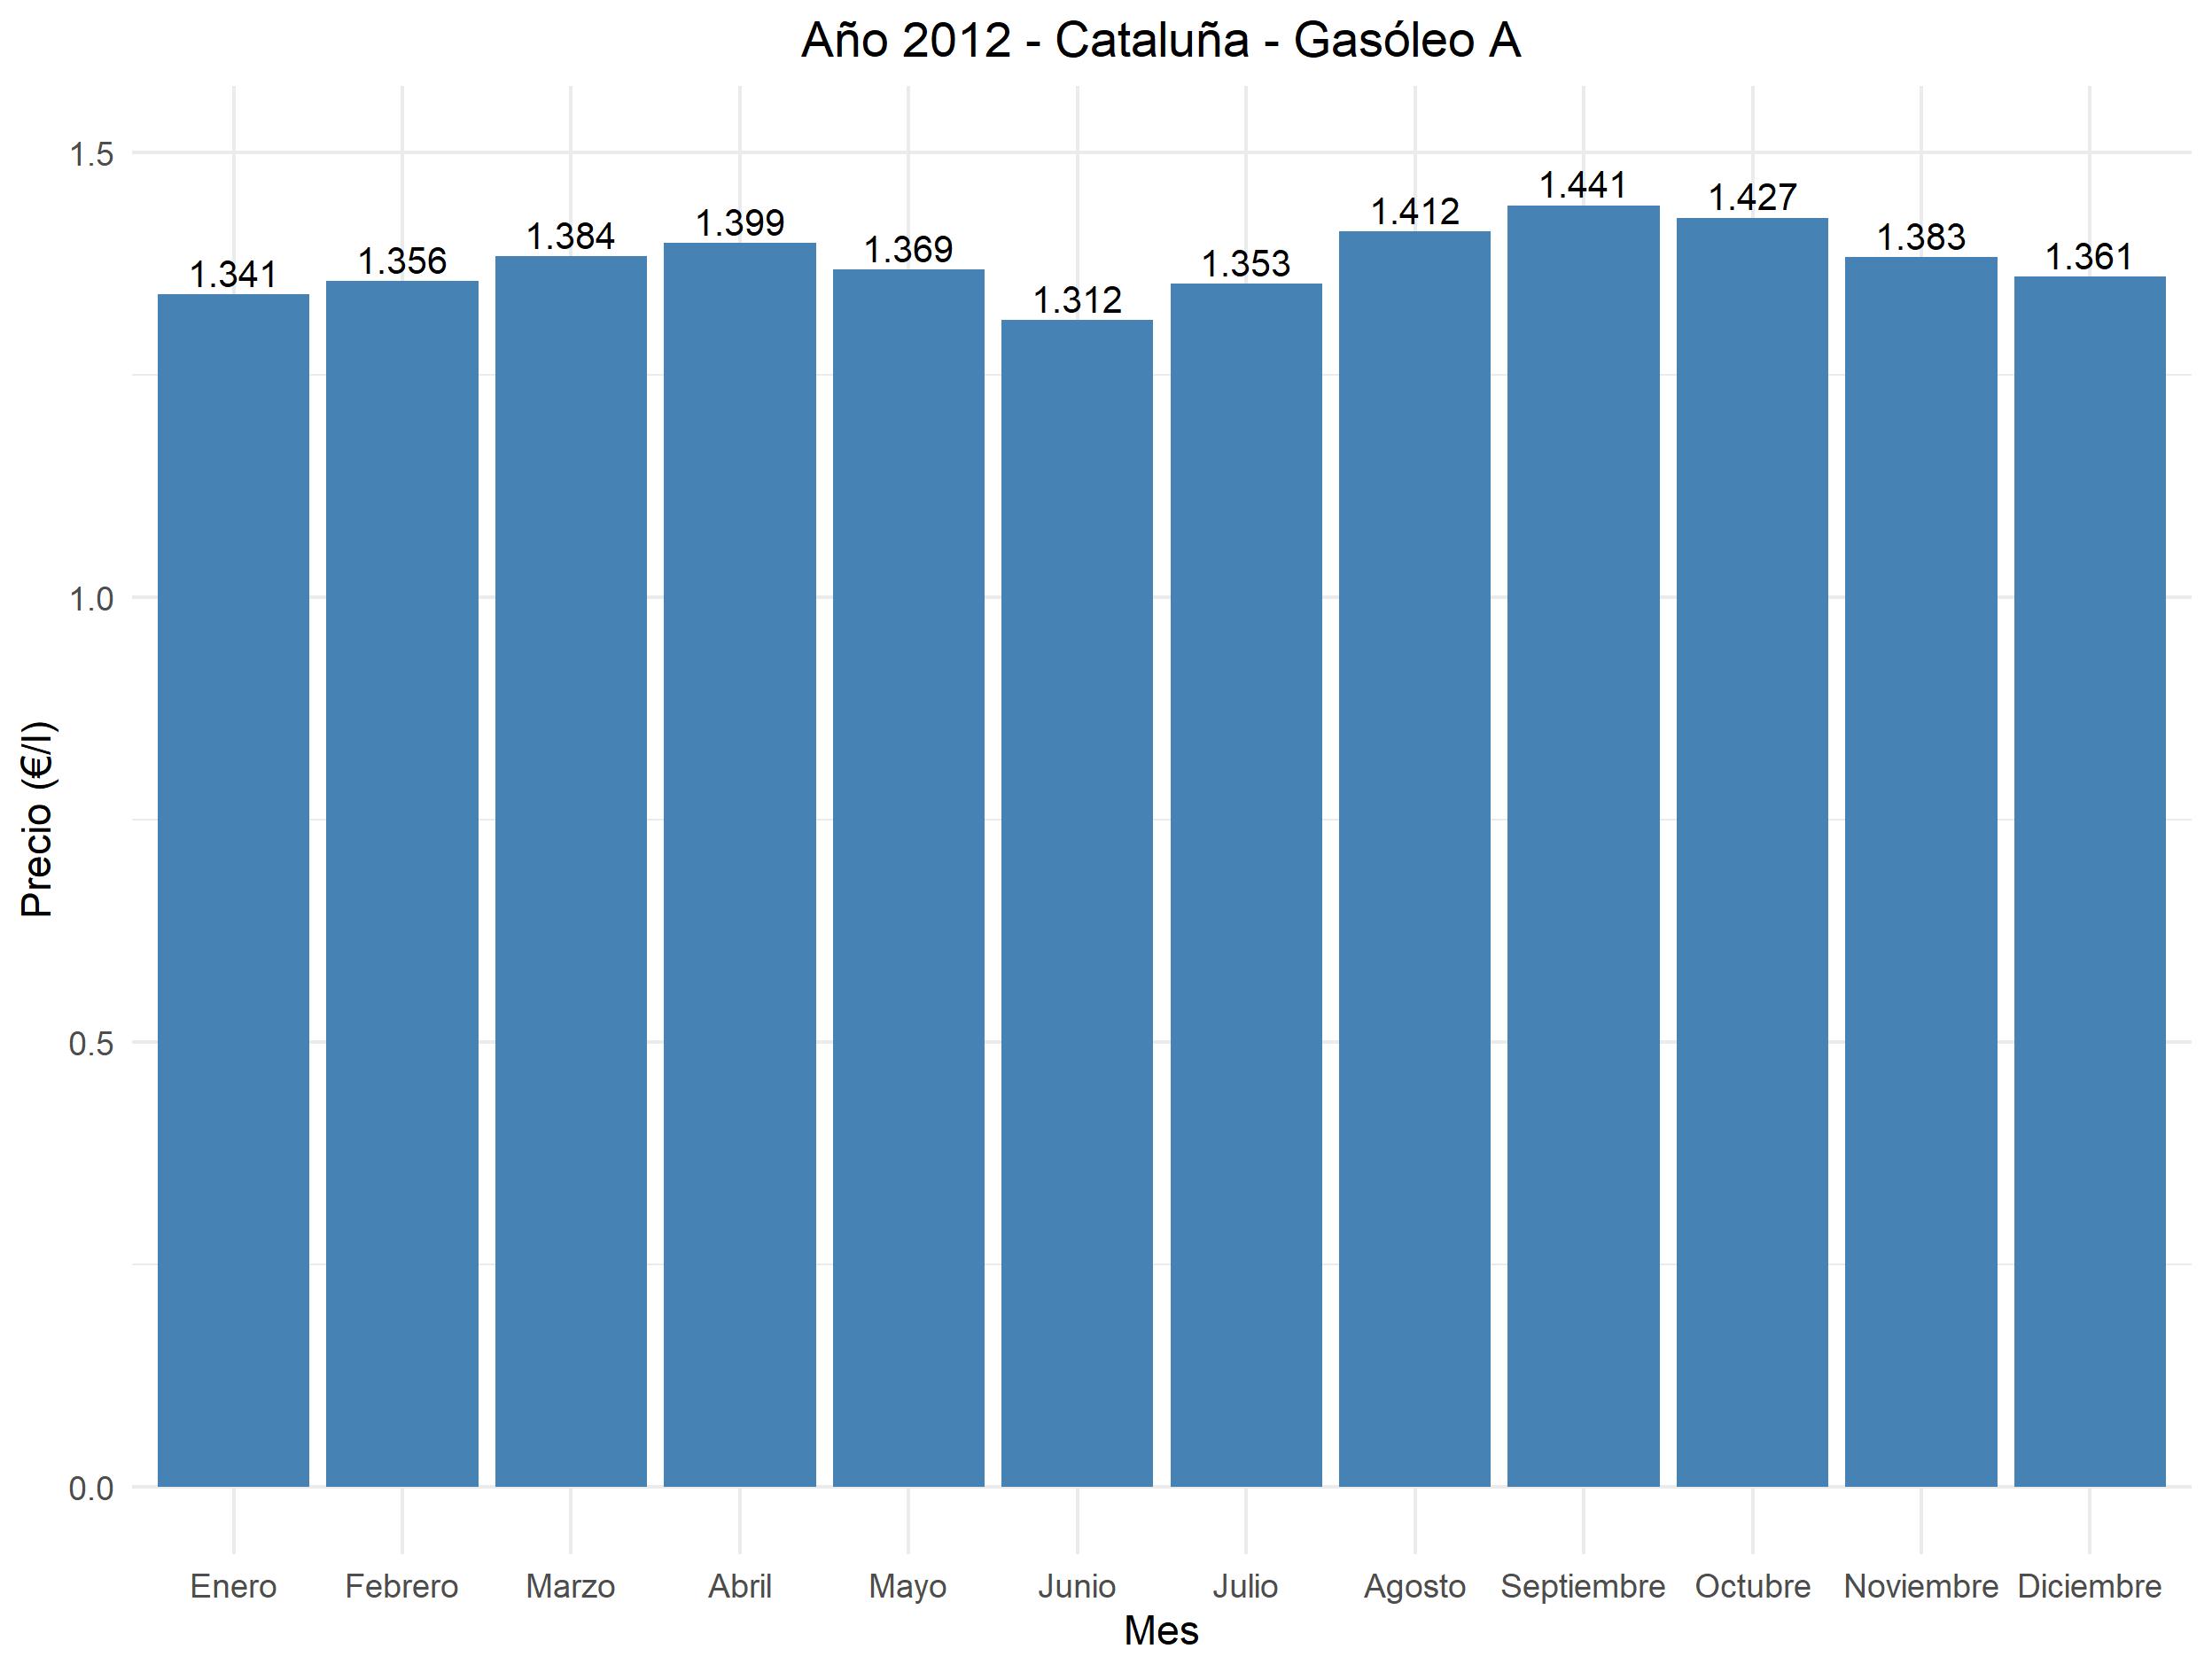 Año 2012 - Cataluña - Gasóleo A
1.5
1.0
0.5
0.0
Precio (€/l)
1.341
1.356
1.384
1.399
1.369
1.312
1.353
1.412
1.441
1.427
1.383
1.361
Enero
Febrero
Marzo
Abril
Mayo
Junio
Julio
Agosto
Septiembre
Octubre
Noviembre
Diciembre
Mes